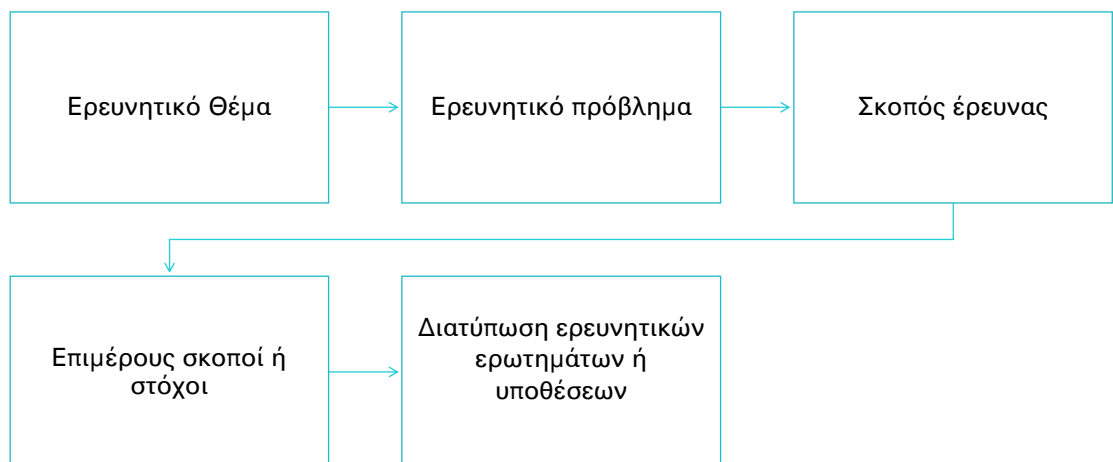 Ερευνητικό Θέμα
Ερευνητικό πρόβλημα
Σκοπός έρευνας
Επιμέρους σκοποί ή
στόχοι
Διατύπωση ερευνητικών
ερωτημάτων ή
υποθέσεων